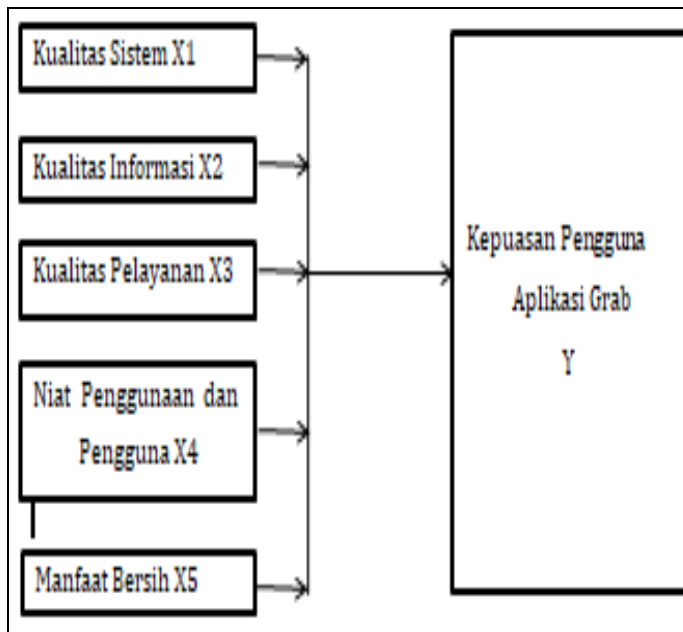 Kualitas Sistem X1
Kualitas Informasi X2
Kualitas Pelayanan X3
Niat Penggunaan dan
Pengguna X4
Manfaat Bersih X5
Kepuasan Pengguna
Aplikasi Grab
Y